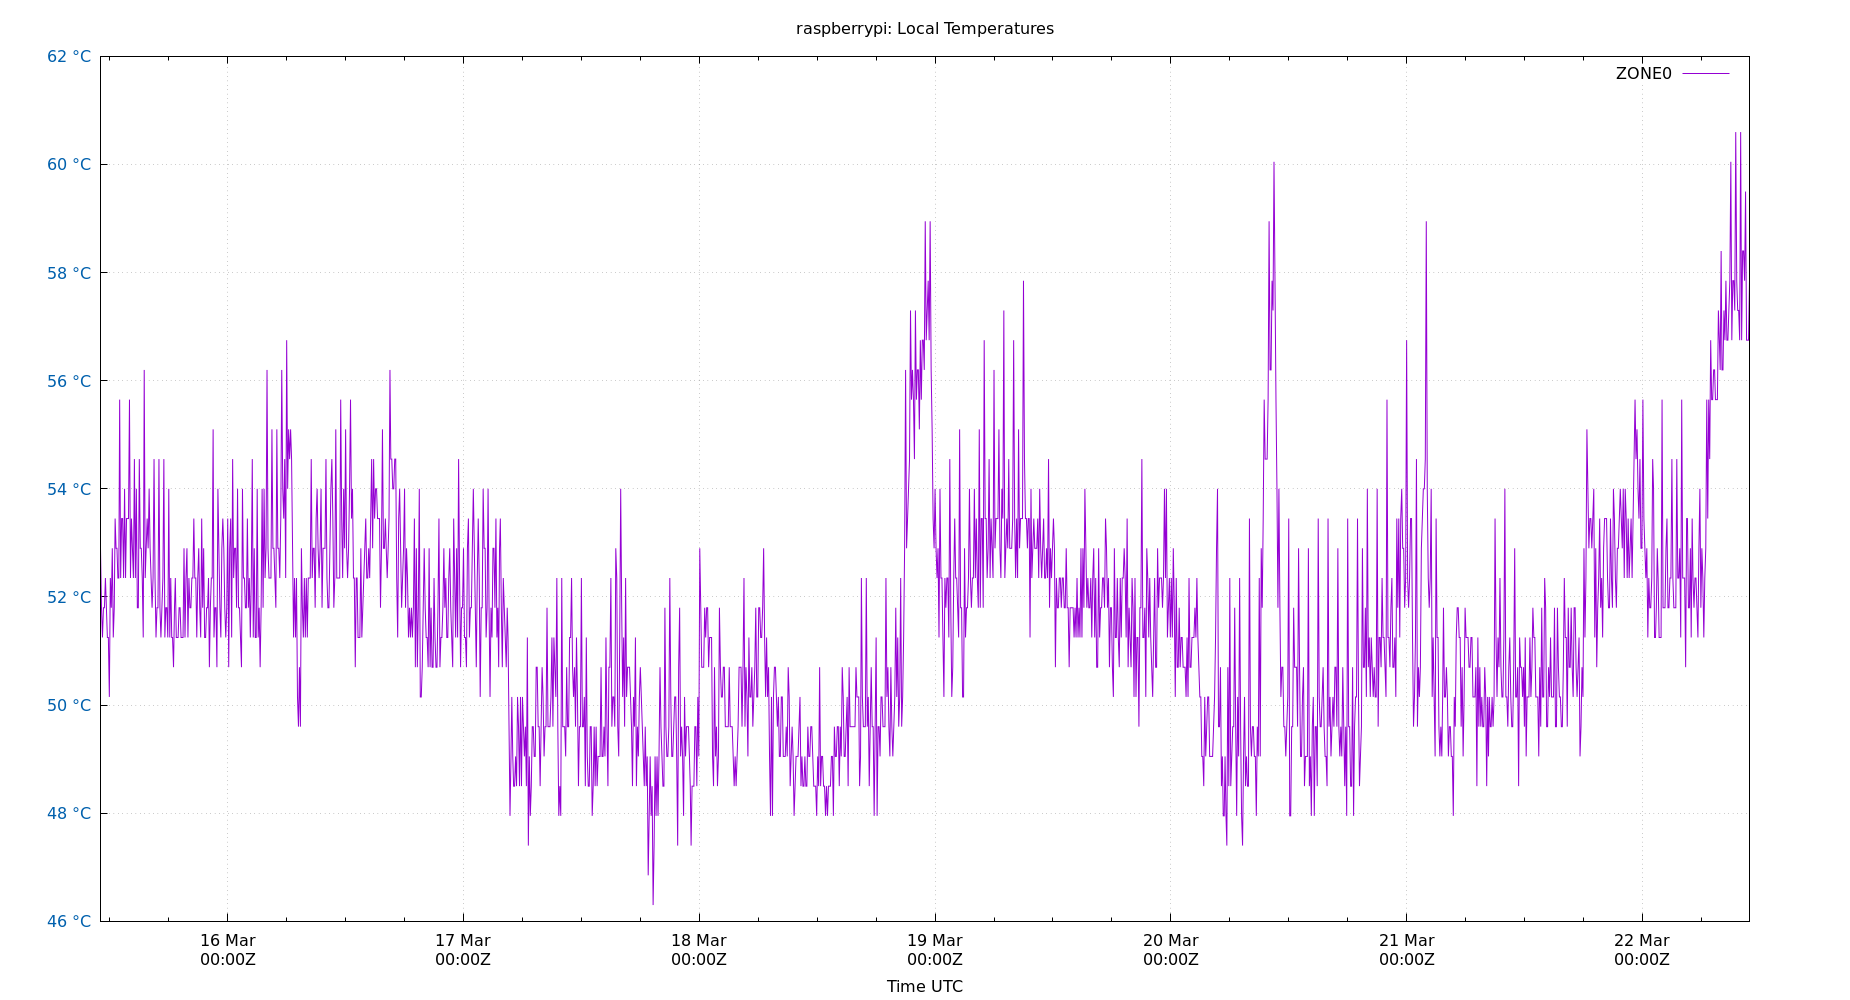 raspberrypi: Local Temperatures
62 °C
ZONE0
60 °C
58 °C
56 °C
54 °C
52 °C
50 °C
48 °C
46 °C
16 Mar 17 Mar 18 Mar 19 Mar 20 Mar 21 Mar 22 Mar
00:00Z 00:00Z 00:00Z 00:00Z 00:00Z 00:00Z 00:00Z
Time UTC